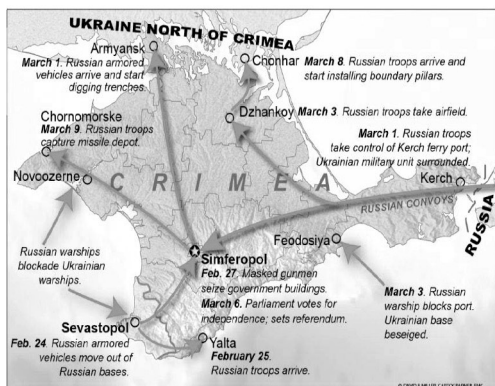 UKRAINE NORTH OF CRIMEA
Armyansk
March 1. Russian armored
vehicles arrive and start
digging trenches.
Chonhar
March 8. Russian troops arrive and
start installing boundary pillars.
Dzhankoy
March 3. Russian troops take airfield.
Chornomorske
March 9. Russian troops
capture missile depot.
March 1. Russian troops
take control of Kerch ferry port;
Ukrainian military unit surrounded.
Novoozerne
CRIMEA
Kerch
RUSSIAN CONVOYS
RUSSIA
Feodosiya
Russian warships
blockade Ukrainian
warships.
Simferopol
Feb. 27. Masked gunmen
seize government buildings.
March 6. Parliament votes for
independence; sets referendum.
March 3. Russian
warship blocks port.
Ukrainian base
beseiged.
Sevastopol
Feb. 24. Russian armored
vehicles move out of
Russian bases.
Yalta
February 25.
Russian troops arrive.